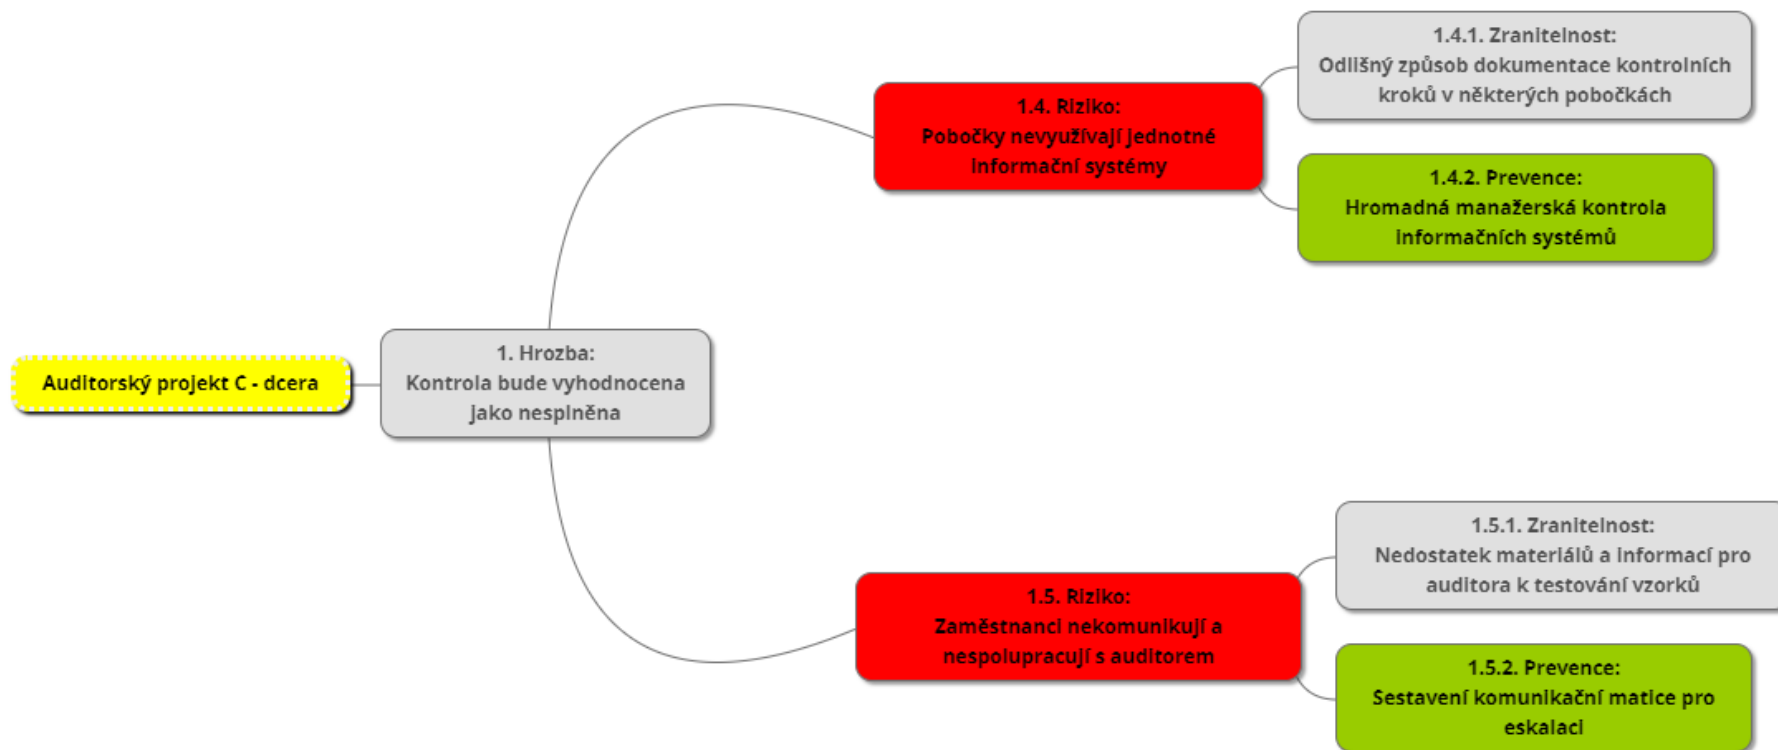 Auditorský projekt C - dcera
1. Hrozba:
Kontrola bude vyhodnocena
jako nesplněna
1.4. Riziko:
Pobočky nevyužívají jednotné
informační systémy
1.4.1. Zranitelnost:
Odlišný způsob dokumentace kontrolních
kroků v některých pobočkách
1.4.2. Prevence:
Hromadná manažerská kontrola
informačních systémů
1.5. Riziko:
Zaměstnanci nekomunikují a
nespolupracují s auditorem
1.5.1. Zranitelnost:
Nedostatek materiálů a informací pro
auditora k testování vzorků
1.5.2. Prevence:
Sestavení komunikační matice pro
eskalaci